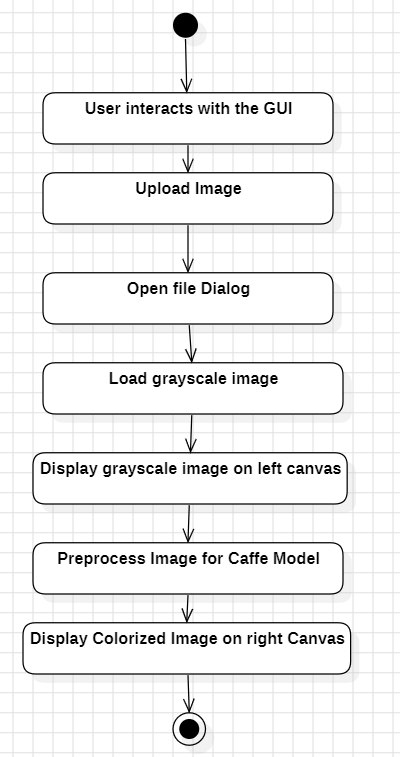 User interacts with the GUI
Upload Image
Open file Dialog
Load grayscale image
Display grayscale image on left canvas
Preprocess Image for Caffe Model
Display Colorized Image on right Canvas